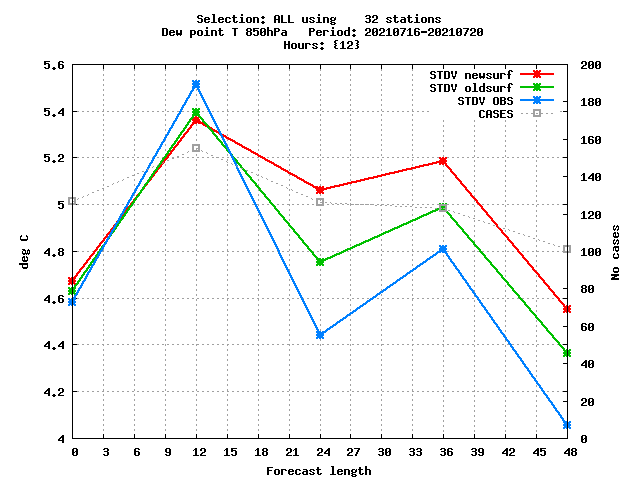 Selection: ALL using    32 stations
Dew point T 850hPa   Period: 20210716-20210720
Hours: {12}
STDV newsurf
STDV oldsurf
STDV OBS
CASES
5.6
5.4
5.2
5
4.8
4.6
4.4
4.2
4
deg C
200
180
160
140
120
100
80
60
40
20
0
No cases
0 3 6 9 12 15 18 21 24 27 30 33 36 39 42 45 48
Forecast length